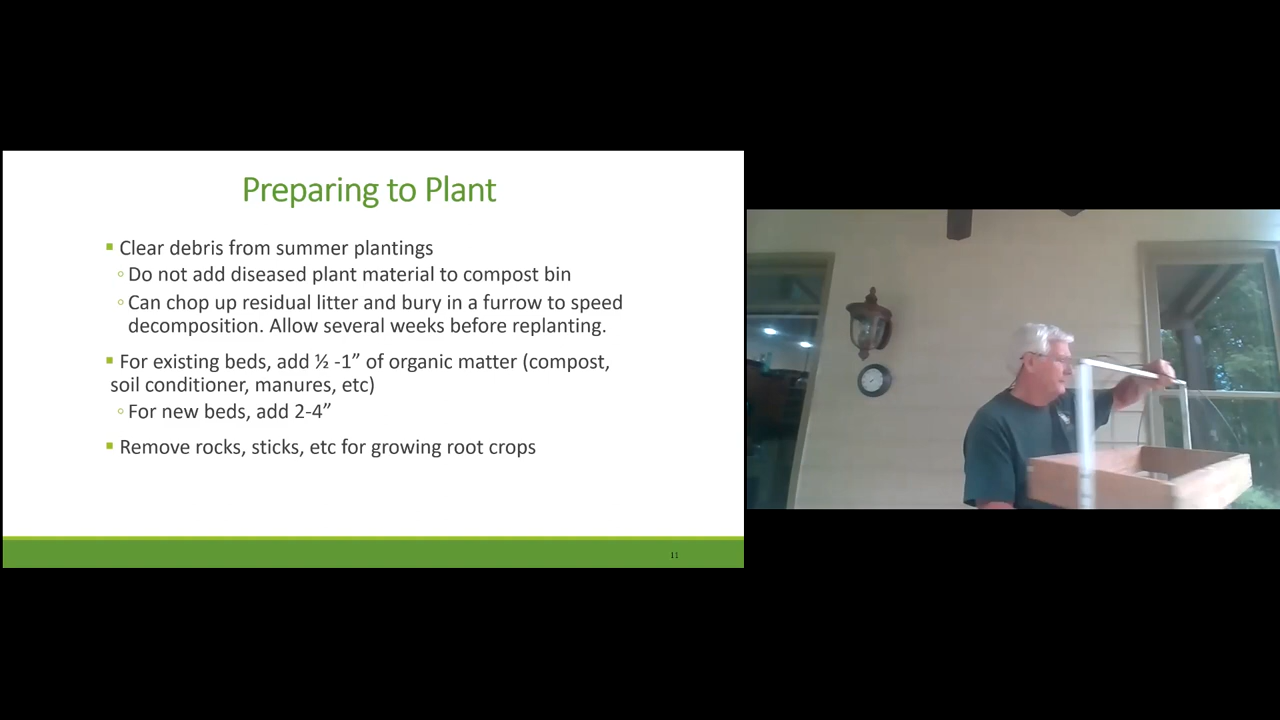 Preparing to Plant
Clear debris from summer plantings
Do not add diseased plant material to compost bin
Can chop up residual litter and bury in a furrow to speed
decomposition. Allow several weeks before replanting.
For existing beds, add ½ -1” of organic matter (compost,
soil conditioner, manures, etc)
For new beds, add 2-4”
Remove rocks, sticks, etc for growing root crops
11